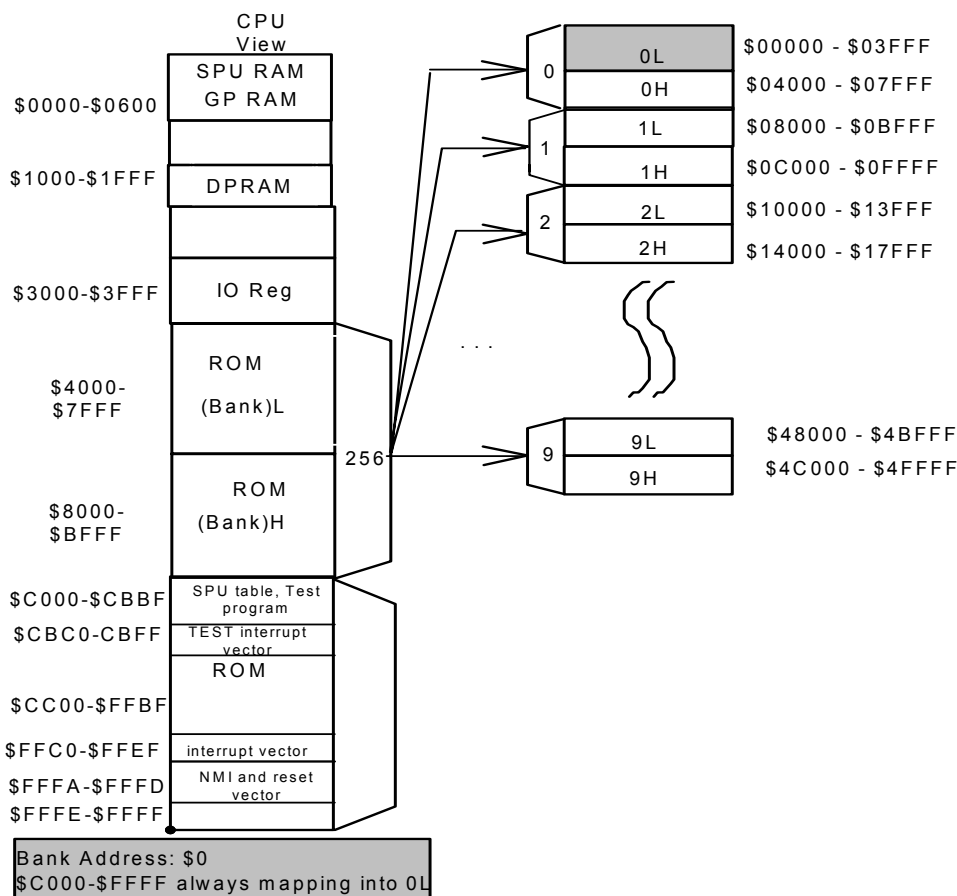 CPU
View
SPU RAM
GP RAM
$0000-$0600
$1000-$1FFF
DPRAM
$3000-$3FFF
IO Reg
ROM
(Bank)L
$4000-
$7FFF
256
ROM
(Bank)H
$8000-
$BFFF
$C000-$CBBF
SPU table, Test
program
$CBC0-CBFF
TEST interrupt
vector
ROM
$CC00-$FFBF
$FFC0-$FFEF
interrupt vector
$FFFA-$FFFD
NMI and reset
vector
$FFFE-$FFFF
Bank Address: $0
$C000-$FFFF always mapping into 0L
0
0L
$00000 - $03FFF
0H
$04000 - $07FFF
1
1L
$08000 - $0BFFF
1H
$0C000 - $0FFFF
2
2L
$10000 - $13FFF
2H
$14000 - $17FFF
. . .
9
9L
$48000 - $4BFFF
9H
$4C000 - $4FFFF